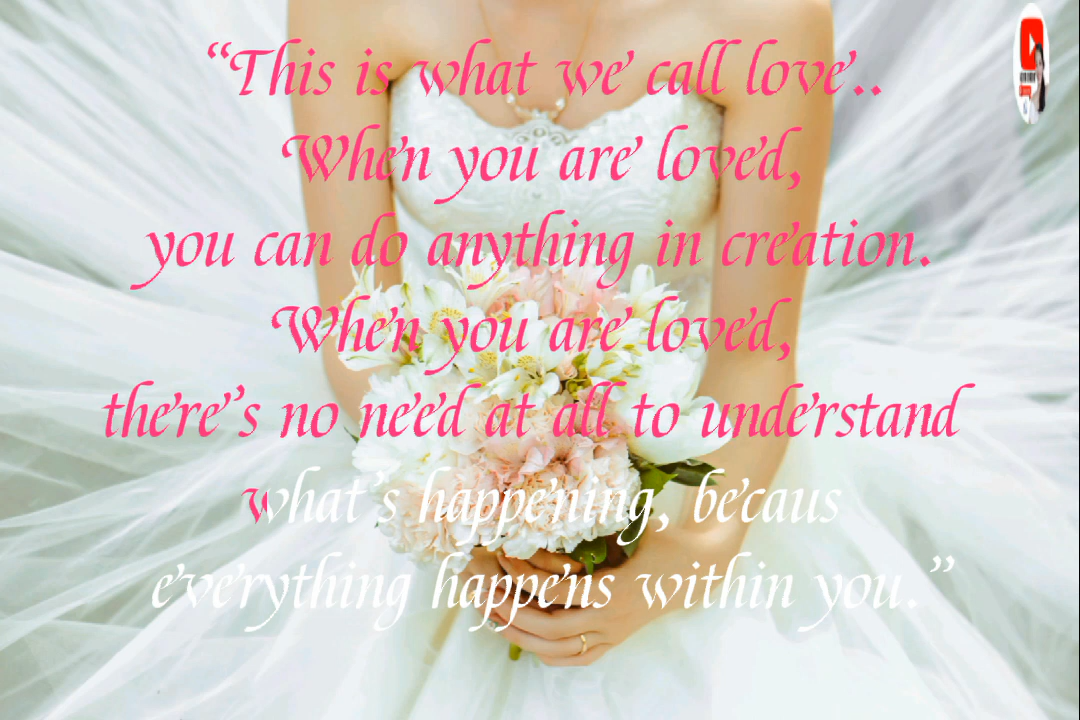 “This is what we call love..
When you are loved,
you can do anything in creation.
When you are loved,
there's no need at all to understand
what's happening, becaus
everything happens within you.”